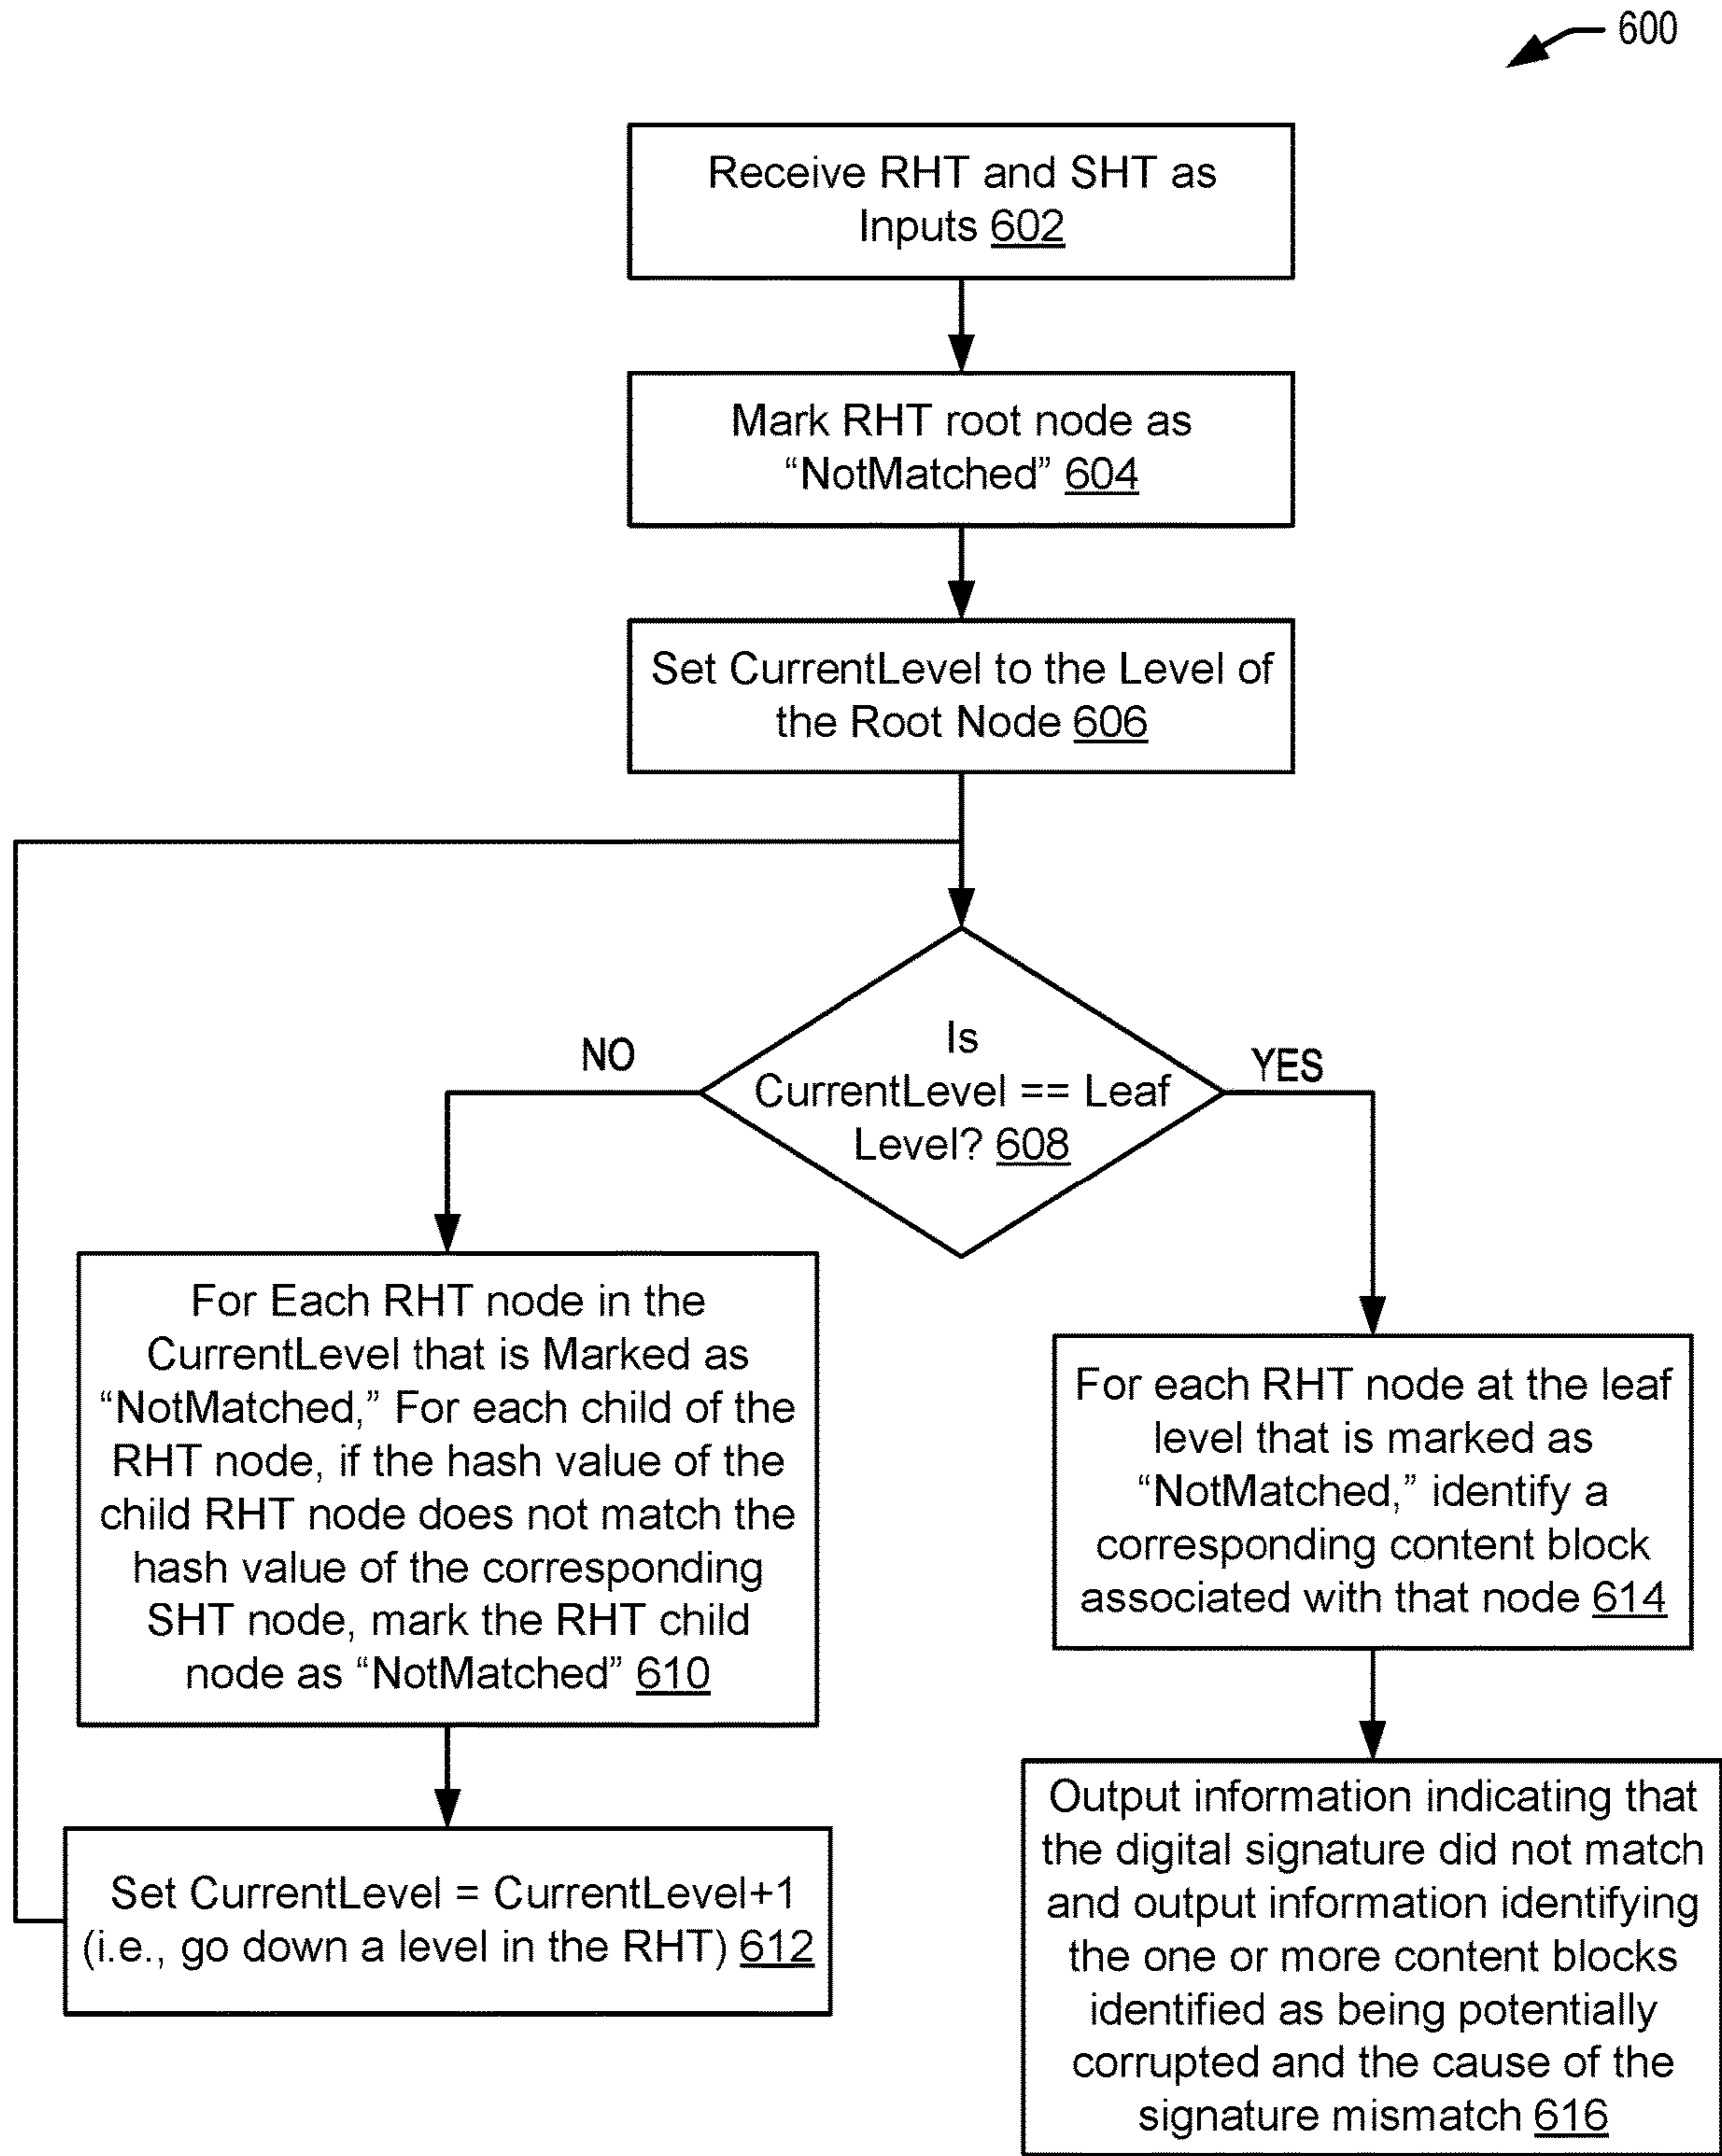 600
Receive RHT and SHT as
Inputs 602
Mark RHT root node as
“NotMatched” 604
Set CurrentLevel to the Level of
the Root Node 606
Is
CurrentLevel == Leaf
Level? 608
NO
YES
For Each RHT node in the
CurrentLevel that is Marked as
“NotMatched,” For each child of the
RHT node, if the hash value of the
child RHT node does not match the
hash value of the corresponding
SHT node, mark the RHT child
node as “NotMatched” 610
Set CurrentLevel = CurrentLevel+1
(i.e., go down a level in the RHT) 612
For each RHT node at the leaf
level that is marked as
“NotMatched,” identify a
corresponding content block
associated with that node 614
Output information indicating that
the digital signature did not match
and output information identifying
the one or more content blocks
identified as being potentially
corrupted and the cause of the
signature mismatch 616